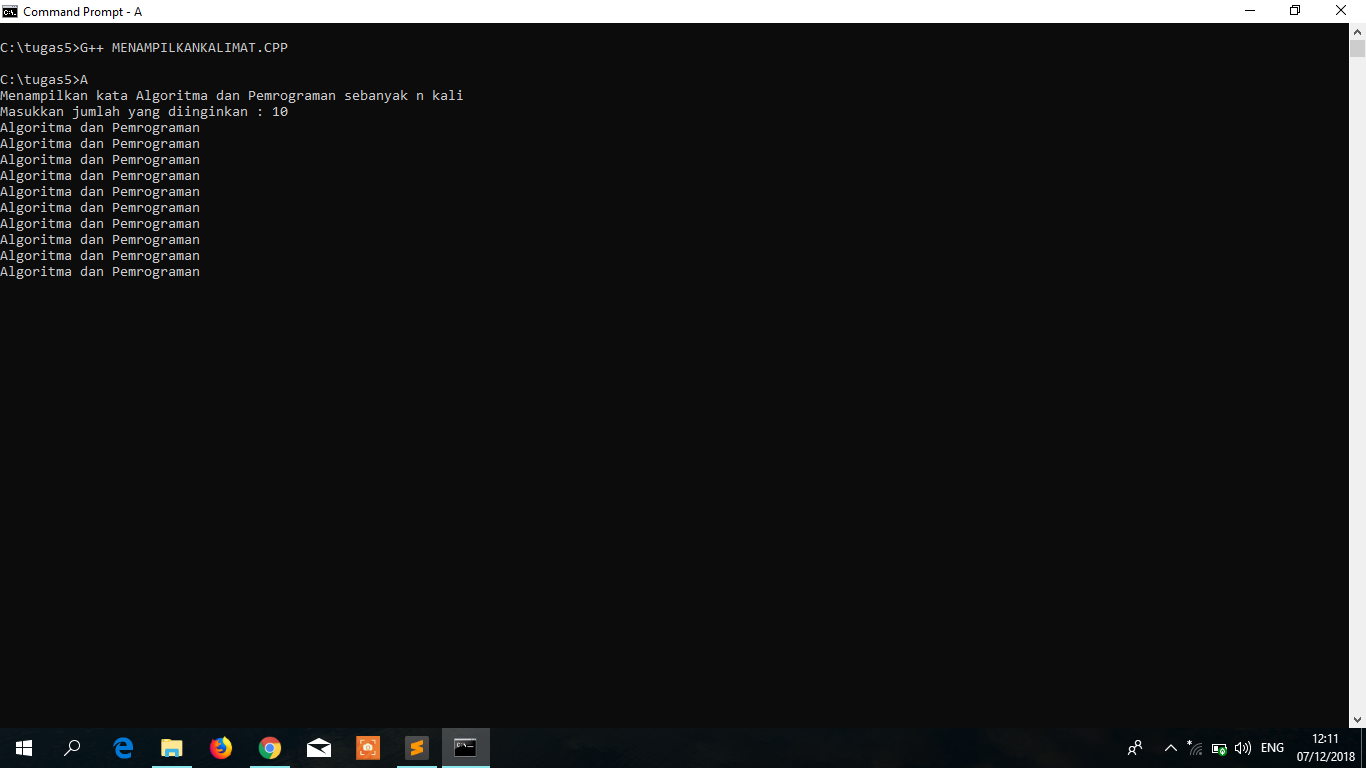 Command Prompt - A
C:\tugas5>G++ MENAMPILKANKALIMAT.CPP
C:\tugas5>A
Menampilkan kata Algoritma dan Pemrograman sebanyak n kali
Masukkan jumlah yang diinginkan : 10
Algoritma dan Pemrograman
Algoritma dan Pemrograman
Algoritma dan Pemrograman
Algoritma dan Pemrograman
Algoritma dan Pemrograman
Algoritma dan Pemrograman
Algoritma dan Pemrograman
Algoritma dan Pemrograman
Algoritma dan Pemrograman
Algoritma dan Pemrograman
ENG
12:11
07/12/2018